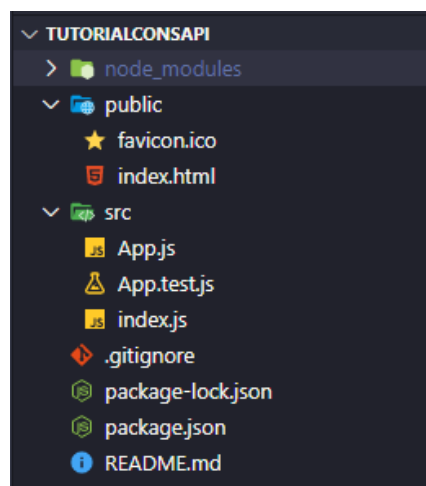 TUTORIALCONSAPI
node_modules
public
favicon.ico
index.html
src
JS App.js
App.test.js
JS index.js
.gitignore
package-lock.json
package.json
README.md